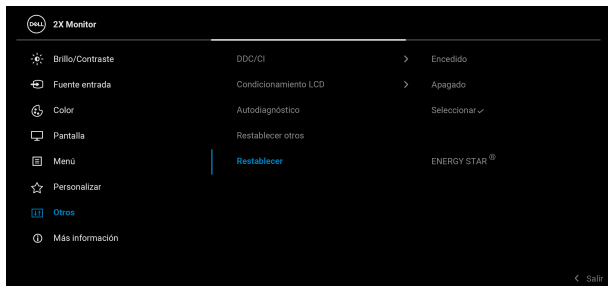 DELL 2X Monitor
Brillo/Contraste DDC/CI Encedido
Fuente entrada Condicionamiento LCD Apagado
Color Autodiagnóstico Seleccionar
Pantalla Restablecer otros
Menú Restablecer ENERGY STAR ®
Personalizar
Otros
Más información
Salir